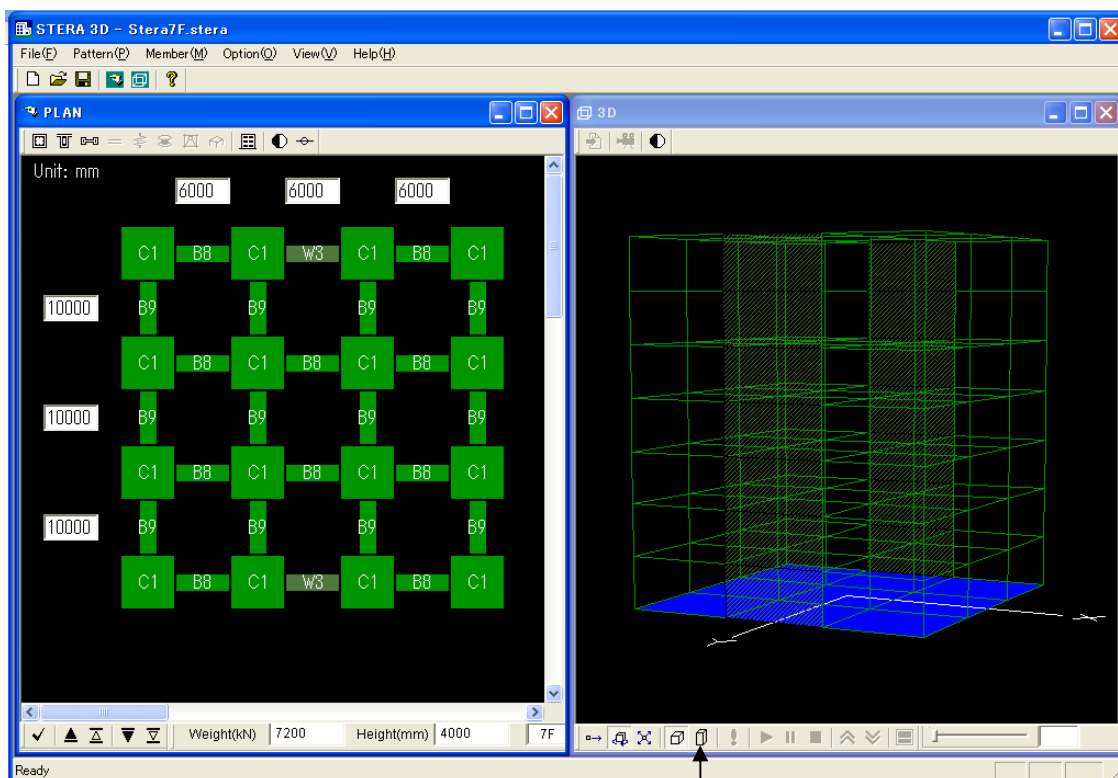 STERA 3D - Stera7F.stera
File(F) Pattern(P) Member(M) Option(O) View(V) Help(H)
PLAN
3D
Unit: mm
6000 6000 6000
C1 B8 C1 W3 C1 B8 C1
10000 B9 B9 B9 B9
C1 B8 C1 B8 C1 B8 C1
10000 B9 B9 B9 B9
C1 B8 C1 B8 C1 B8 C1
10000 B9 B9 B9 B9
C1 B8 C1 W3 C1 B8 C1
Y X
Weight(kN) 7200 Height(mm) 4000 7F
Ready